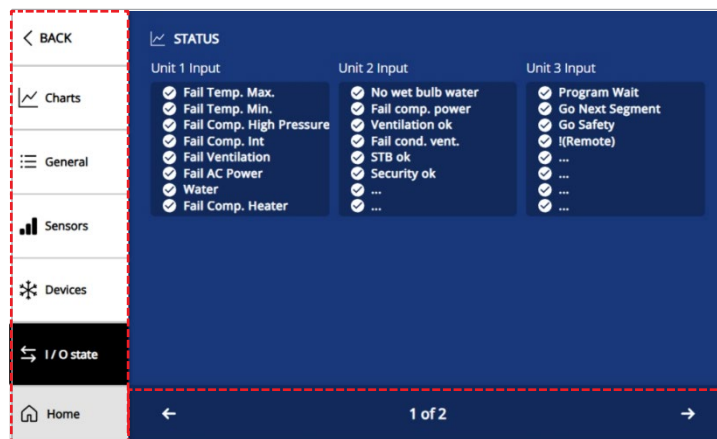 BACK
Charts
General
Sensors
Devices
I / O state
Home
STATUS
Unit 1 Input
Fail Temp. Max.
Fail Temp. Min.
Fail Comp. High Pressure
Fail Comp. Int
Fail Ventilation
Fail AC Power
Water
Fail Comp. Heater
Unit 2 Input
No wet bulb water
Fail comp. power
Ventilation ok
Fail cond. vent.
STB ok
Security ok
...
...
Unit 3 Input
Program Wait
Go Next Segment
Go Safety
!(Remote)
...
...
...
...
1 of 2